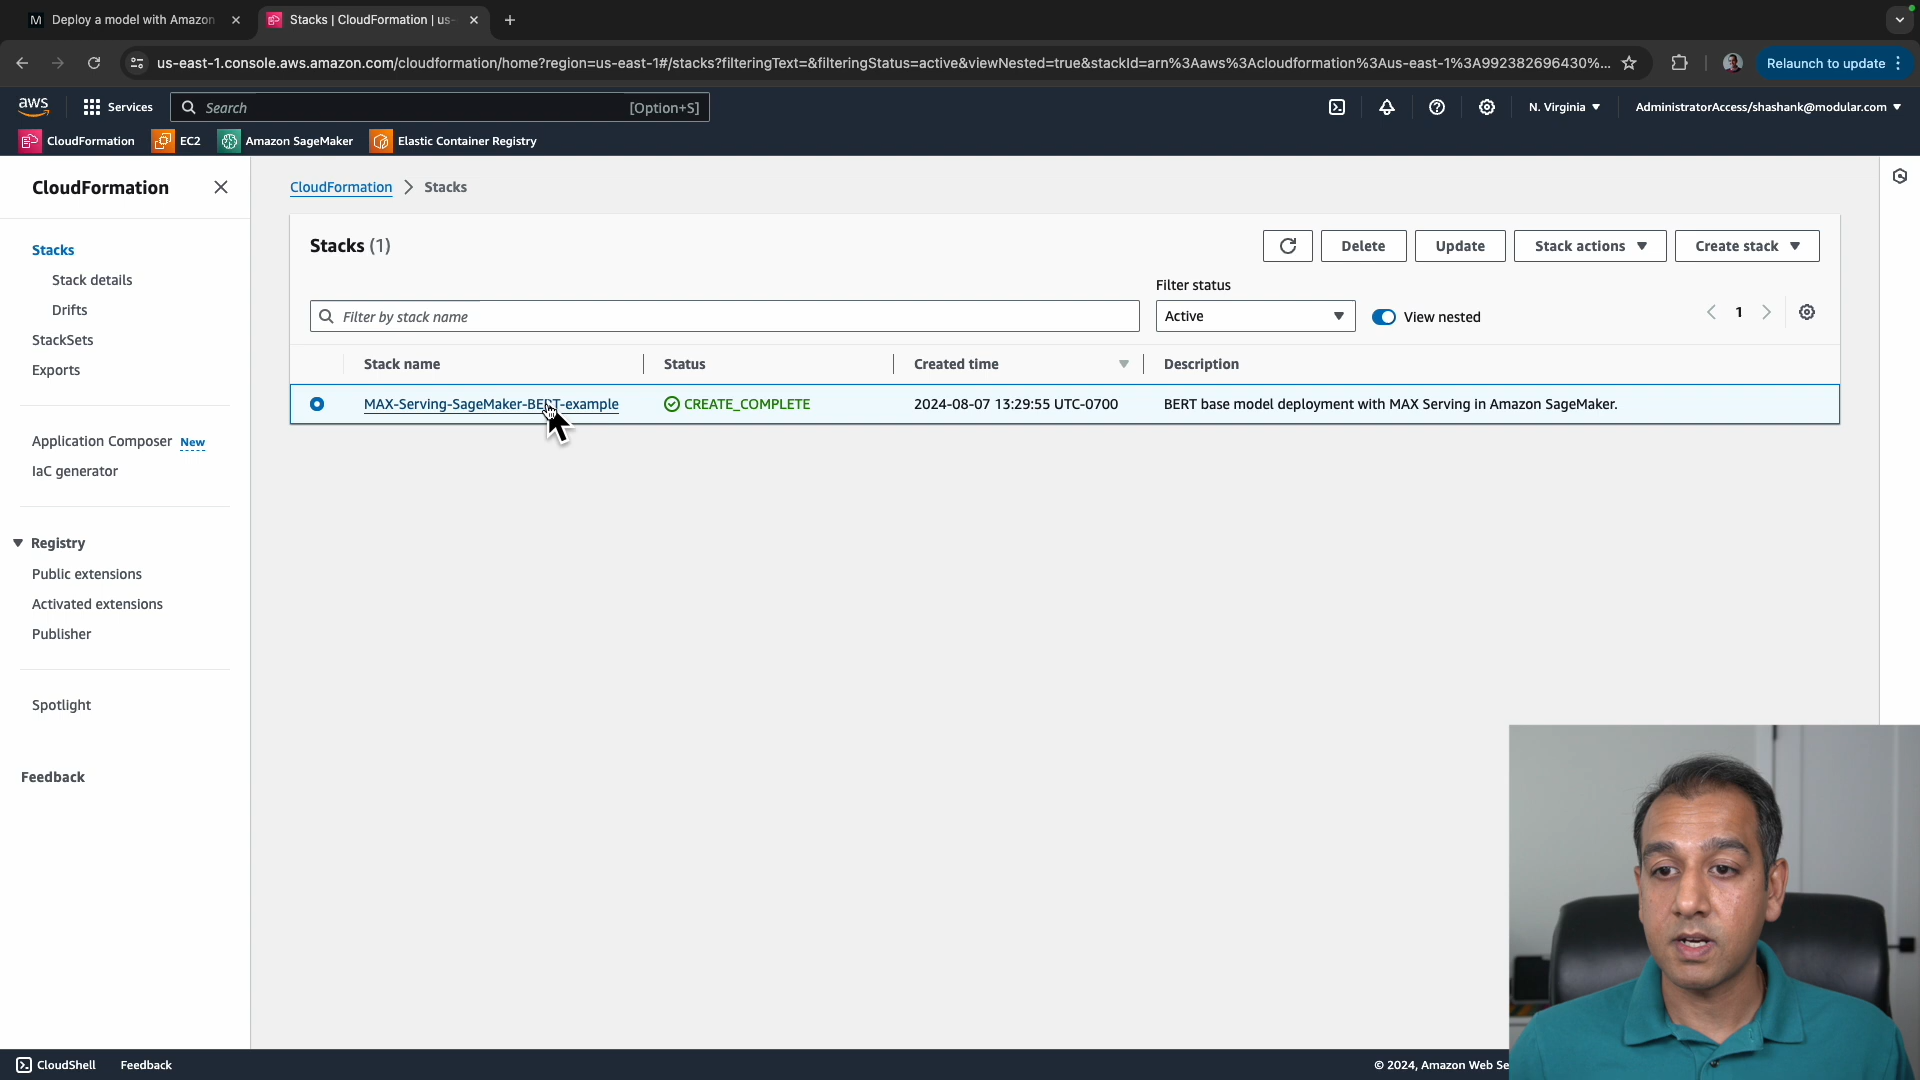 M Deploy a model with Amazon
Stacks | CloudFormation | us-
us-east-1.console.aws.amazon.com/cloudformation/home?region=us-east-1#/stacks?filteringText=&filteringStatus=active&viewNested=true&stackId=arn%3Aaws%3Acloudformation%3Aus-east-1%3A992382696430%...
Relaunch to update
aws
Services
Search
[Option+S]
N. Virginia
AdministratorAccess/shashank@modular.com
CloudFormation
EC2
Amazon SageMaker
Elastic Container Registry
CloudFormation
CloudFormation
Stacks
Stacks (1)
Delete
Update
Stack actions
Create stack
Stacks
Stack details
Drifts
StackSets
Exports
Filter status
Filter by stack name
Active
View nested
1
Stack name
Status
Created time
Description
MAX-Serving-SageMaker-BERT-example
CREATE_COMPLETE
2024-08-07 13:29:55 UTC-0700
BERT base model deployment with MAX Serving in Amazon SageMaker.
Application Composer New
IaC generator
Registry
Public extensions
Activated extensions
Publisher
Spotlight
Feedback
CloudShell
Feedback
© 2024, Amazon Web Se